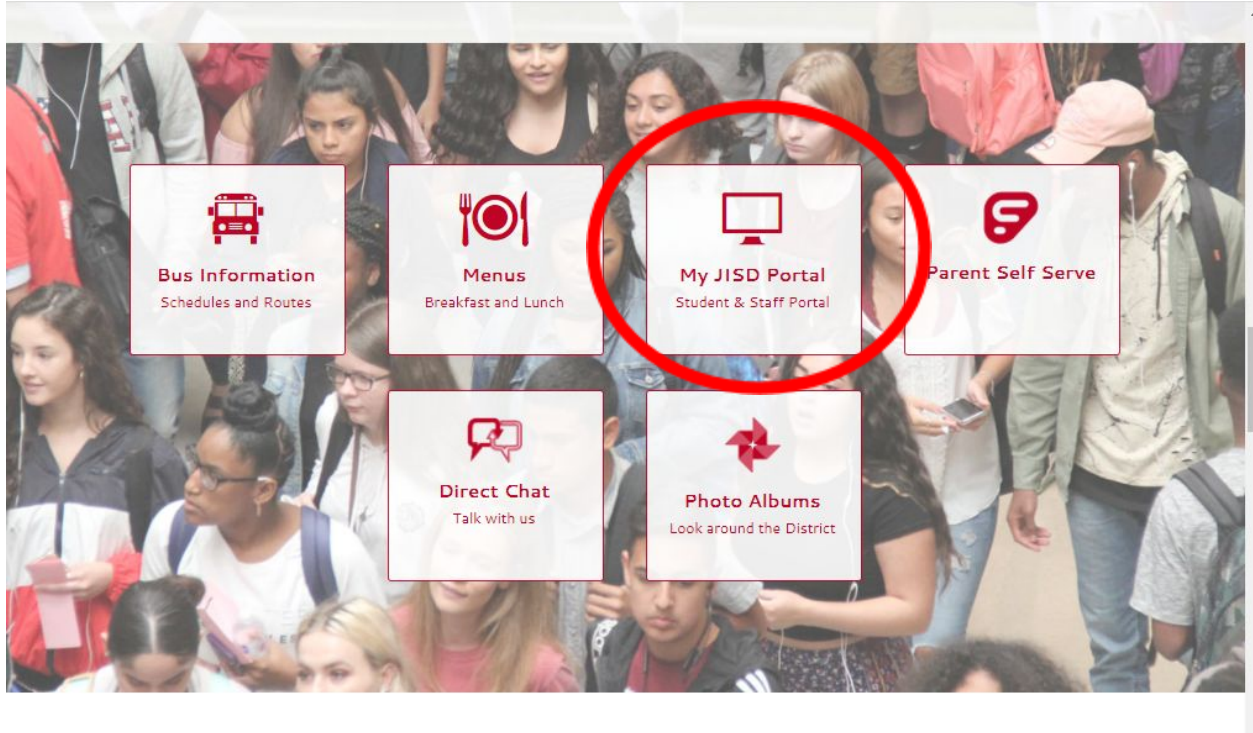 Bus Information
Schedules and Routes
Menus
Breakfast and Lunch
My JISD Portal
Student & Staff Portal
Parent Self Serve
Direct Chat
Talk with us
Photo Albums
Look around the District